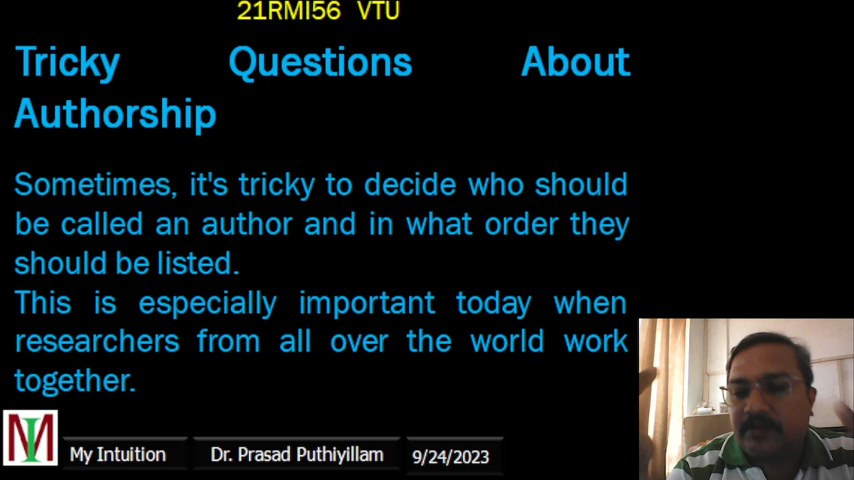 21RMI56 VTU
Tricky Questions About
Authorship
Sometimes, it's tricky to decide who should
be called an author and in what order they
should be listed.
This is especially important today when
researchers from all over the world work
together.
MI
My Intuition
Dr. Prasad Puthiyillam
9/24/2023